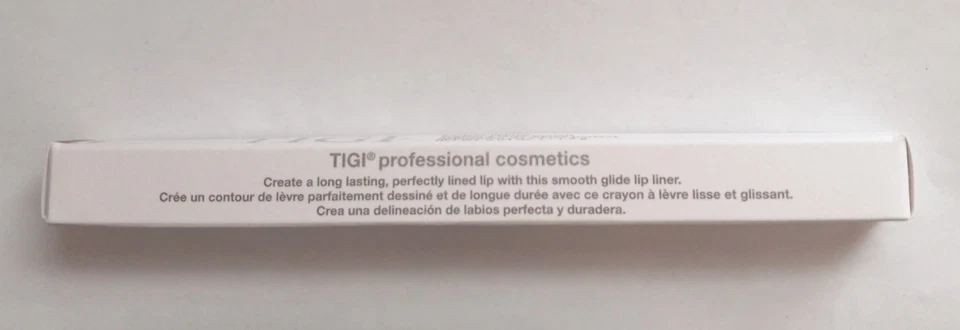 TIGI® professional cosmetics
Create a long lasting, perfectly lined lip with this smooth glide lip liner.
Crée un contour de lèvre parfaitement dessiné et de longue durée avec ce crayon à lèvre lisse et glissant.
Crea una delineación de labios perfecta y duradera.